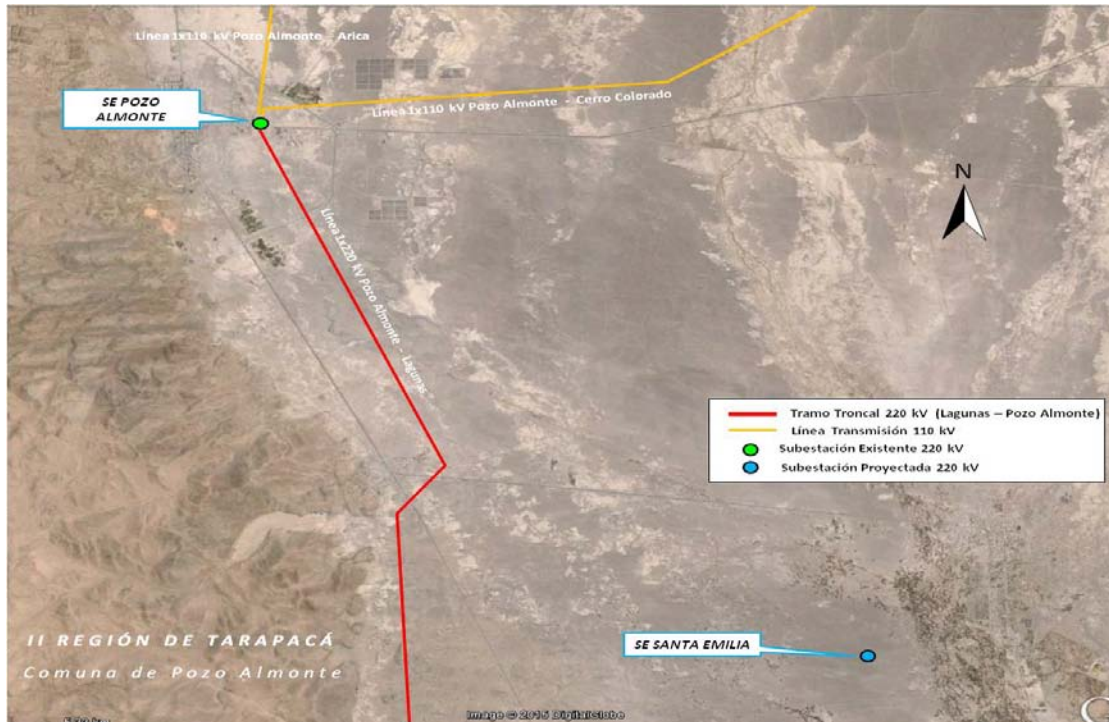 Línea 1x110 kV Pozo Almonte - Arica
SE POZO
ALMONTE
Línea 1x110 kV Pozo Almonte - Cerro Colorado
N
Línea 1x220 kV Pozo Almonte - Lagunas
Tramo Troncal 220 kV (Lagunas – Pozo Almonte)
Línea Transmisión 110 kV
Subestación Existente 220 kV
Subestación Proyectada 220 kV
SE SANTA EMILIA
II REGIÓN DE TARAPACÁ
Comuna de Pozo Almonte
Image © 2015 DigitalGlobe